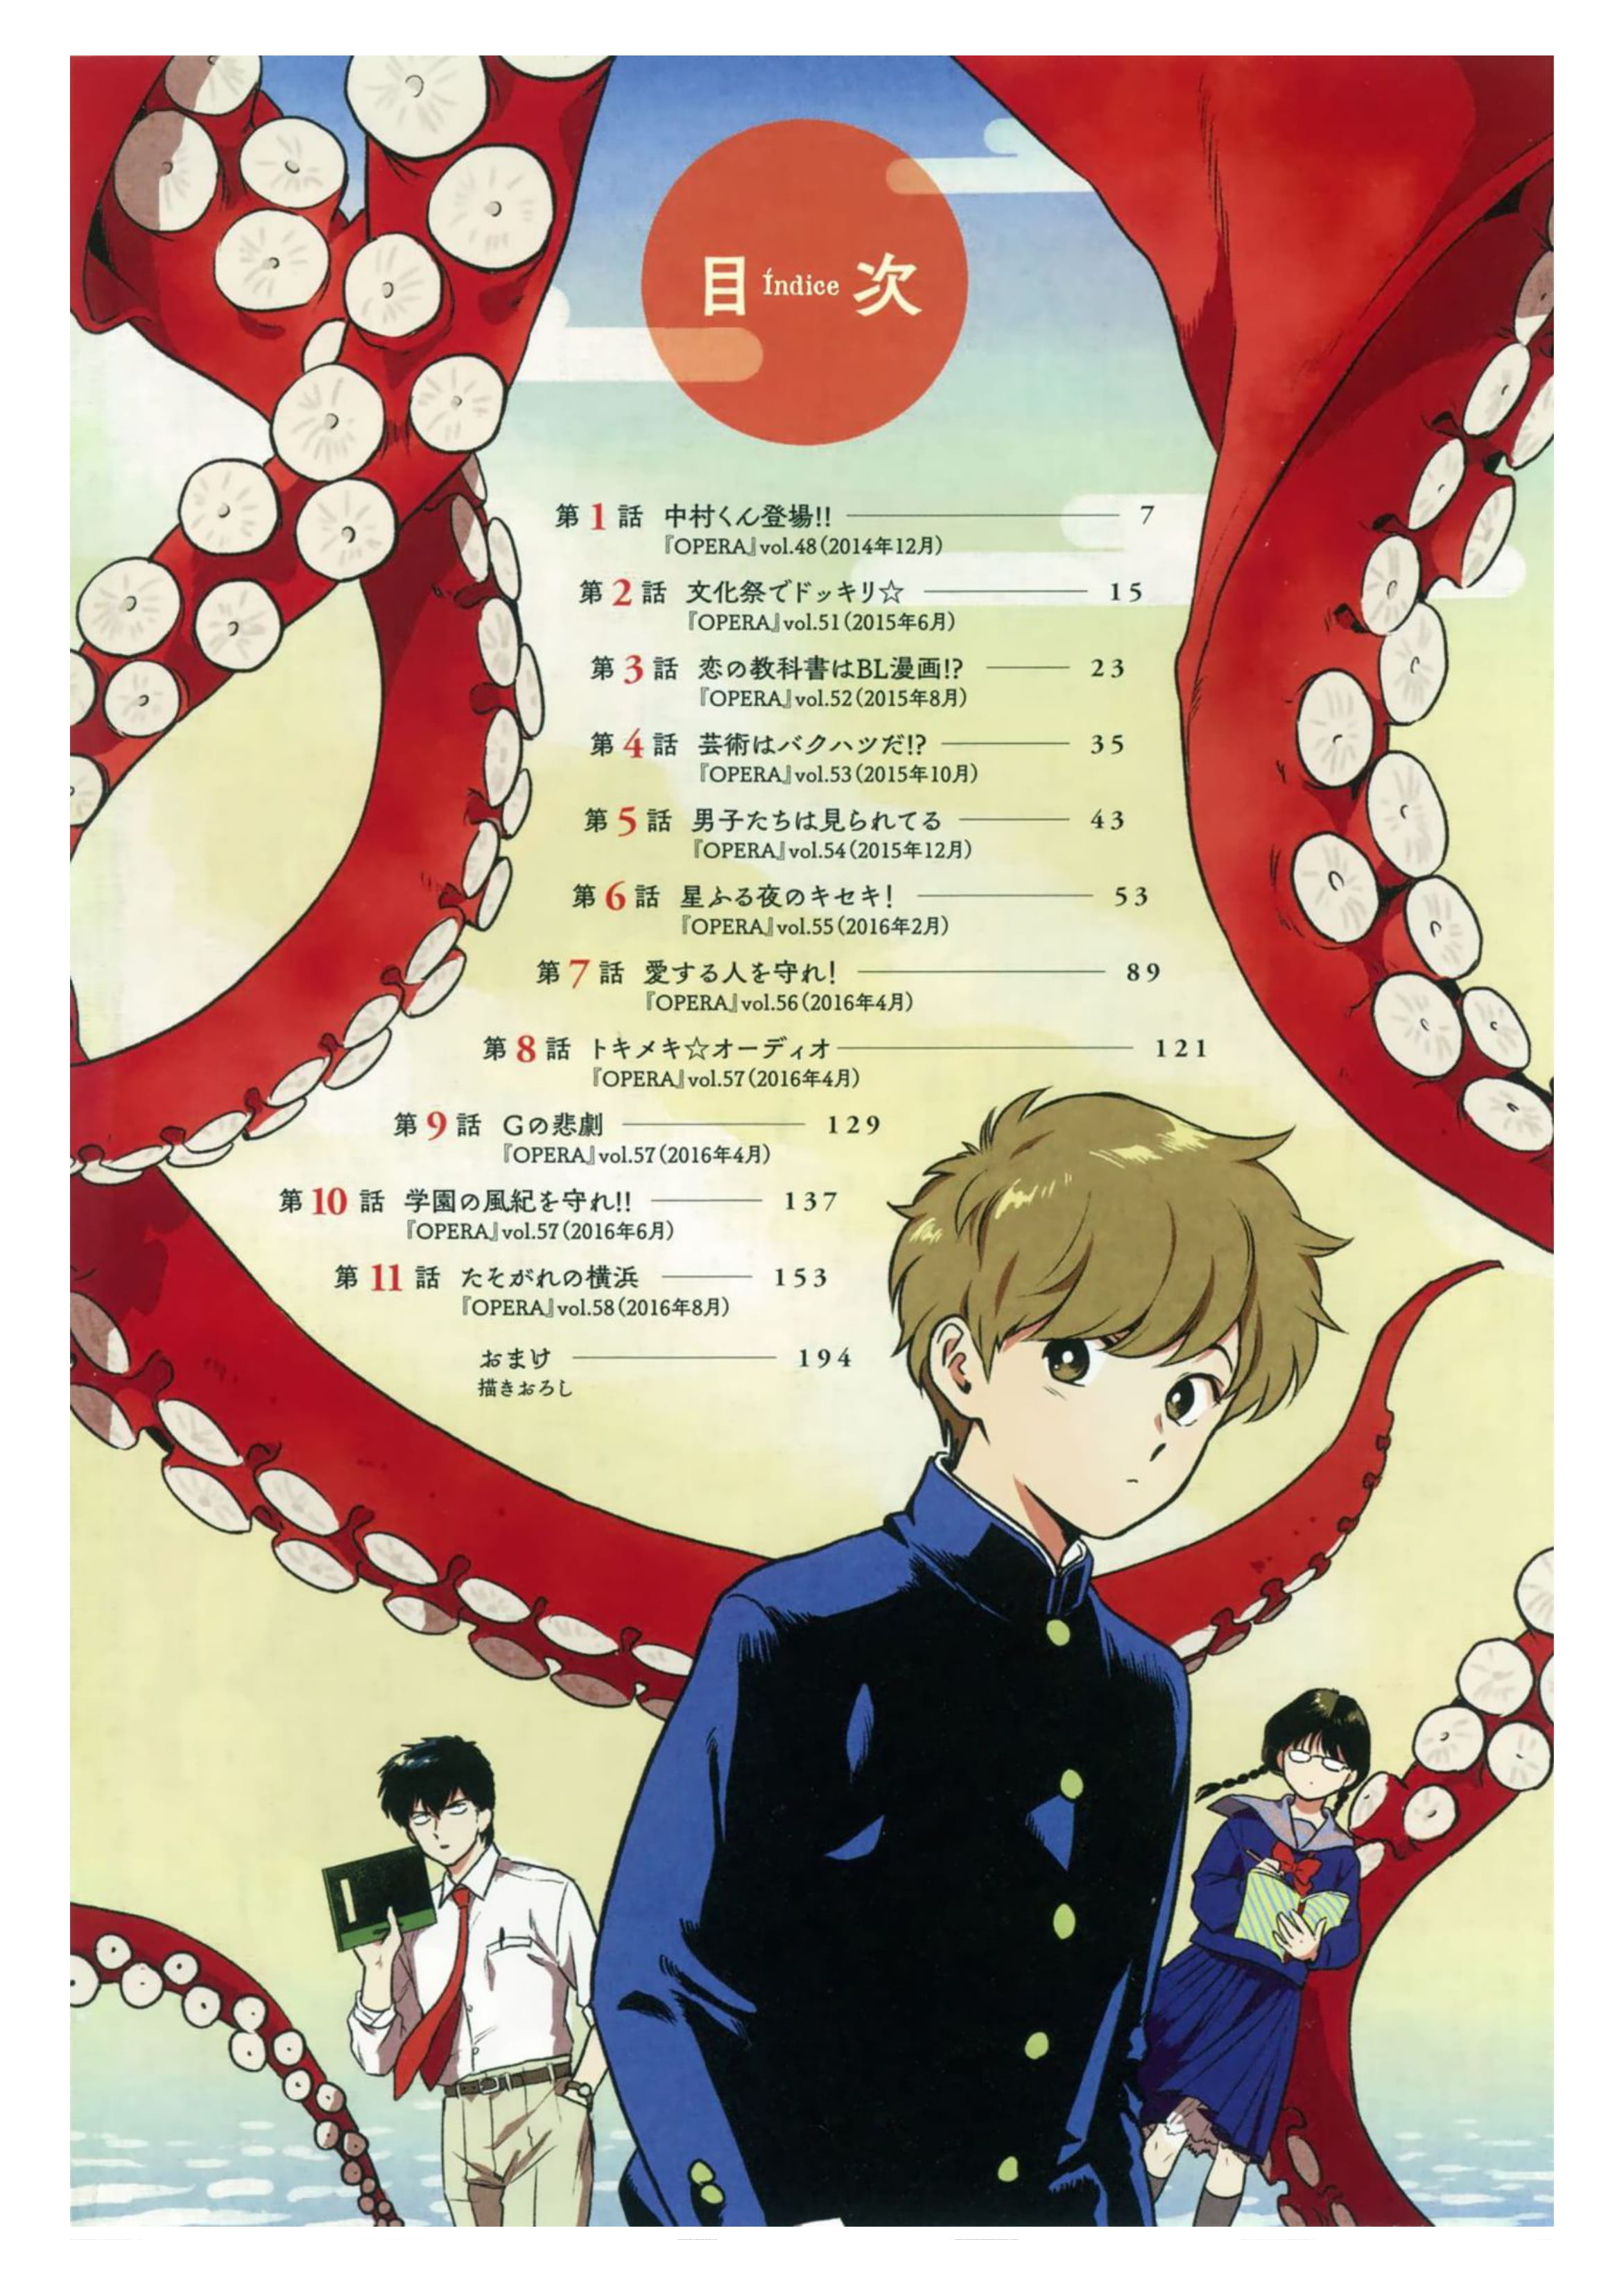 目 Índice 次
第1話 中村くん登場!! 7
『OPERA』vol.48(2014年12月)
第2話 文化祭でドッキリ☆ 15
『OPERA』vol.51(2015年6月)
第3話 恋の教科書はBL漫画!? 23
『OPERA』vol.52(2015年8月)
第4話 芸術はバクハツだ!? 35
『OPERA』vol.53(2015年10月)
第5話 男子たちは見られてる 43
『OPERA』vol.54(2015年12月)
第6話 星ふる夜のキセキ! 53
『OPERA』vol.55(2016年2月)
第7話 愛する人を守れ! 89
『OPERA』vol.56(2016年4月)
第8話 トキメキ☆オーディオ 121
『OPERA』vol.57(2016年4月)
第9話 Gの悲劇 129
『OPERA』vol.57(2016年4月)
第10話 学園の風紀を守れ!! 137
『OPERA』vol.57(2016年6月)
第11話 たそがれの横浜 153
『OPERA』vol.58(2016年8月)
おまけ 194
描きおろし